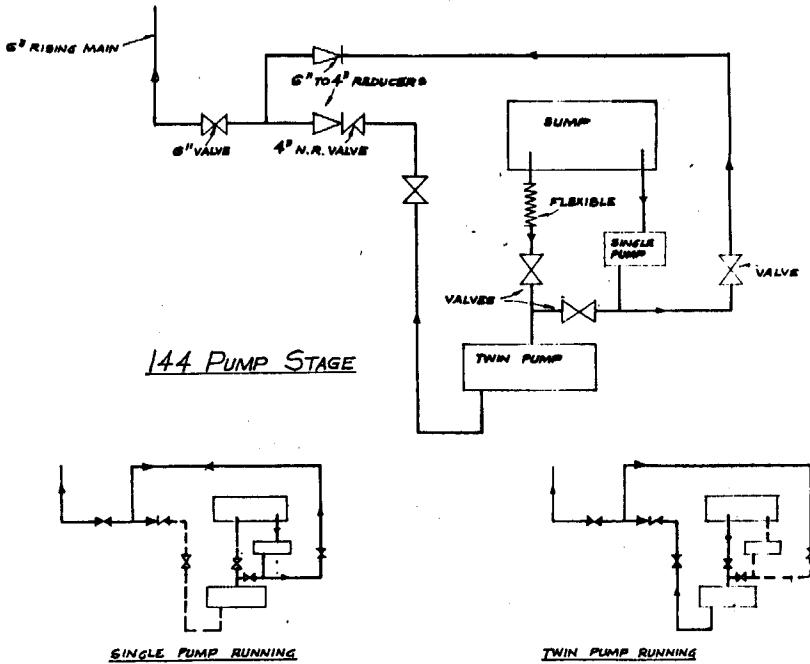 6" RISING MAIN
6" TO 4" REDUCERS
6" VALVE
4" N.R. VALVE
SUMP
FLEXIBLE
SINGLE
PUMP
VALVE
VALVES
TWIN PUMP
144 PUMP STAGE
SINGLE PUMP RUNNING
TWIN PUMP RUNNING